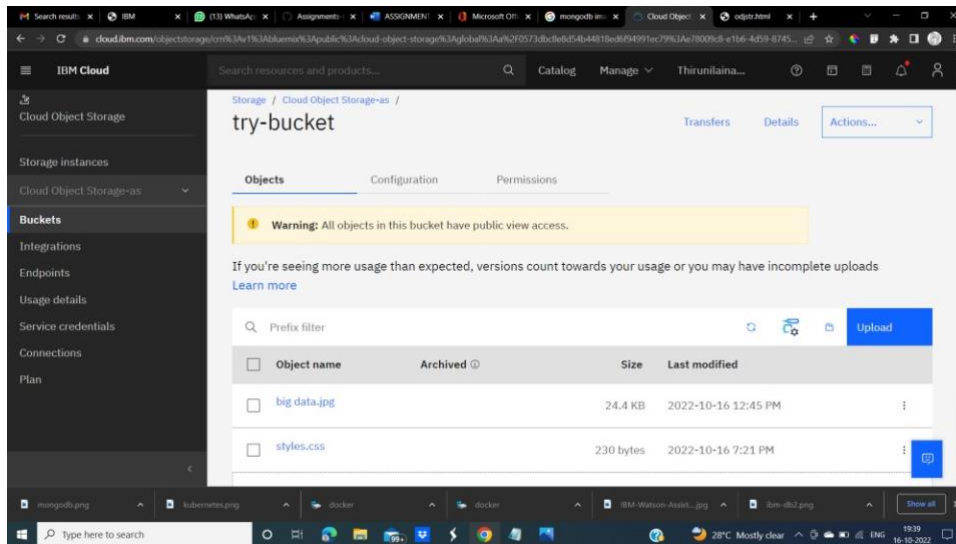 Search result:
IBM
(13) WhatsApp
Assignments
ASSIGNMENT
Microsoft Off
mongodb im
Cloud Object
odjstr.html
cloud.ibm.com/objectstorage/
IBM Cloud
Search resources and products...
Catalog
Manage
Thirunilaina...
Cloud Object Storage
Storage instances
Cloud Object Storage-as
Buckets
Integrations
Endpoints
Usage details
Service credentials
Connections
Plan
Storage / Cloud Object Storage-as /
try-bucket
Transfers
Details
Actions...
Objects
Configuration
Permissions
Warning: All objects in this bucket have public view access.
If you're seeing more usage than expected, versions count towards your usage or you may have incomplete uploads
Learn more
Prefix filter
Upload
Object name Archived Size Last modified
big data.jpg 24.4 KB 2022-10-16 12:45 PM
styles.css 230 bytes 2022-10-16 7:21 PM
mongodb.png
kubernetes.png
docker
docker
IBM-Watson-Assist....jpg
ibm-db2.png
Show all
Type here to search
99+
28°C Mostly clear
ENG
19:39
16-10-2022